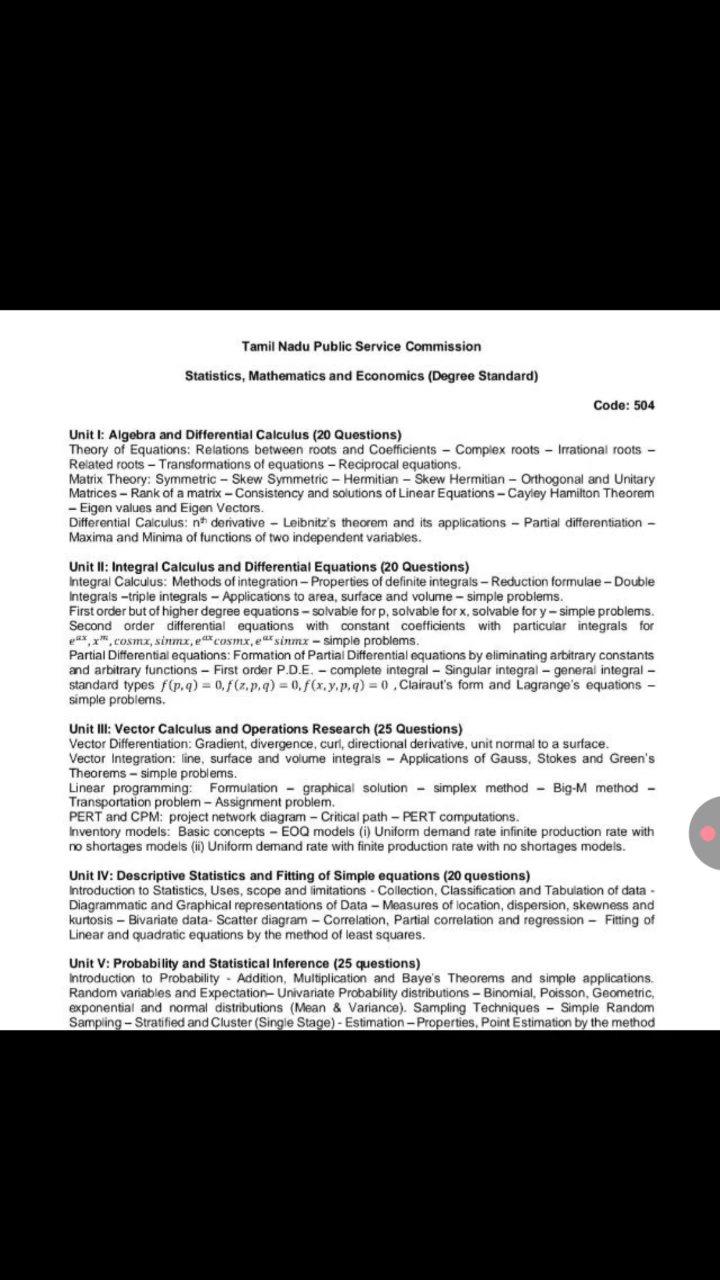 Tamil Nadu Public Service Commission
Statistics, Mathematics and Economics (Degree Standard)
Code: 504
Unit I: Algebra and Differential Calculus (20 Questions)
Theory of Equations: Relations between roots and Coefficients – Complex roots – Irrational roots –
Related roots – Transformations of equations – Reciprocal equations.
Matrix Theory: Symmetric – Skew Symmetric – Hermitian – Skew Hermitian – Orthogonal and Unitary
Matrices – Rank of a matrix – Consistency and solutions of Linear Equations – Cayley Hamilton Theorem
– Eigen values and Eigen Vectors.
Differential Calculus: nᵗʰ derivative – Leibnitz's theorem and its applications – Partial differentiation –
Maxima and Minima of functions of two independent variables.
Unit II: Integral Calculus and Differential Equations (20 Questions)
Integral Calculus: Methods of integration – Properties of definite integrals – Reduction formulae – Double
Integrals –triple integrals – Applications to area, surface and volume – simple problems.
First order but of higher degree equations – solvable for p, solvable for x, solvable for y – simple problems.
Second order differential equations with constant coefficients with particular integrals for
eᵃˣ, xᵐ, cosmx, sinmx, eᵃˣcosmx, eᵃˣsinmx – simple problems.
Partial Differential equations: Formation of Partial Differential equations by eliminating arbitrary constants
and arbitrary functions – First order P.D.E. – complete integral – Singular integral – general integral –
standard types f(p,q) = 0, f(z,p,q) = 0, f(x,y,p,q) = 0 , Clairaut's form and Lagrange's equations –
simple problems.
Unit III: Vector Calculus and Operations Research (25 Questions)
Vector Differentiation: Gradient, divergence, curl, directional derivative, unit normal to a surface.
Vector Integration: line, surface and volume integrals – Applications of Gauss, Stokes and Green's
Theorems – simple problems.
Linear programming: Formulation – graphical solution – simplex method – Big-M method –
Transportation problem – Assignment problem.
PERT and CPM: project network diagram – Critical path – PERT computations.
Inventory models: Basic concepts – EOQ models (i) Uniform demand rate infinite production rate with
no shortages models (ii) Uniform demand rate with finite production rate with no shortages models.
Unit IV: Descriptive Statistics and Fitting of Simple equations (20 questions)
Introduction to Statistics, Uses, scope and limitations - Collection, Classification and Tabulation of data -
Diagrammatic and Graphical representations of Data – Measures of location, dispersion, skewness and
kurtosis – Bivariate data- Scatter diagram – Correlation, Partial correlation and regression – Fitting of
Linear and quadratic equations by the method of least squares.
Unit V: Probability and Statistical Inference (25 questions)
Introduction to Probability - Addition, Multiplication and Baye's Theorems and simple applications.
Random variables and Expectation– Univariate Probability distributions – Binomial, Poisson, Geometric,
exponential and normal distributions (Mean & Variance). Sampling Techniques – Simple Random
Sampling – Stratified and Cluster (Single Stage) - Estimation – Properties, Point Estimation by the method